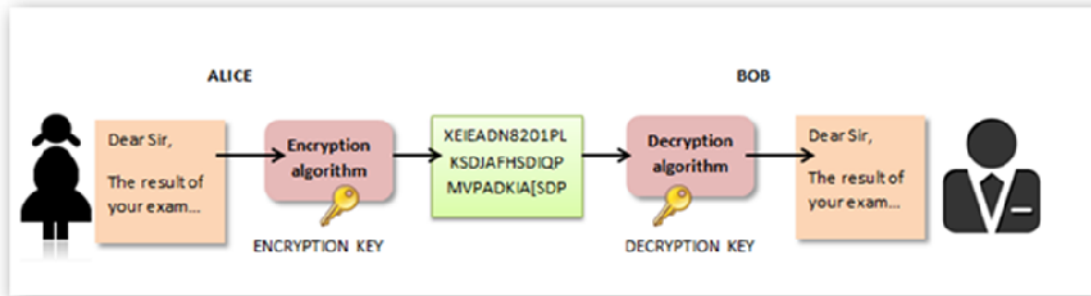 ALICE
BOB
Dear Sir,
The result of
your exam...
Encryption
algorithm
ENCRYPTION KEY
XEIEADN8201PL
KSDJAFHSDIQP
MVPADKIA[SDP
Decryption
algorithm
DECRYPTION KEY
Dear Sir,
The result of
your exam...